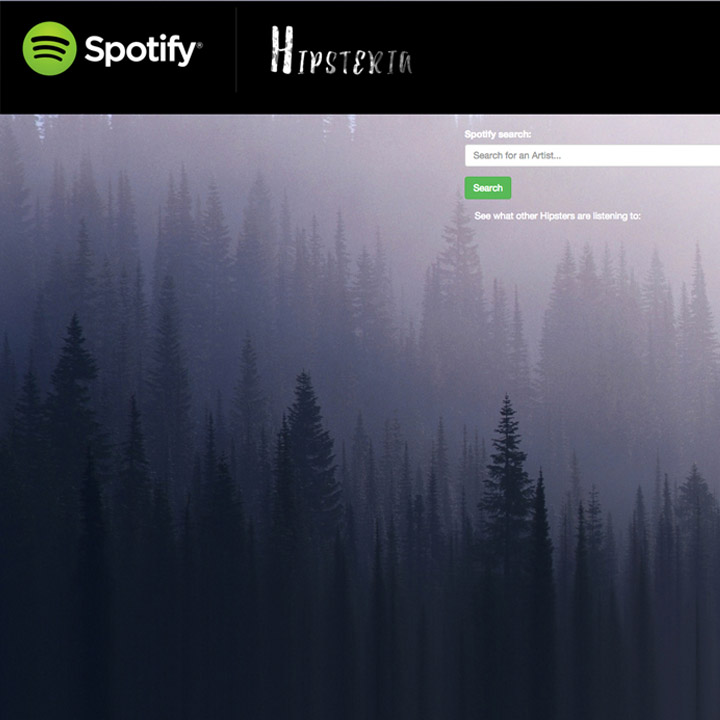 Spotify®
Hipsteria
Spotify search:
Search for an Artist...
Search
See what other Hipsters are listening to: